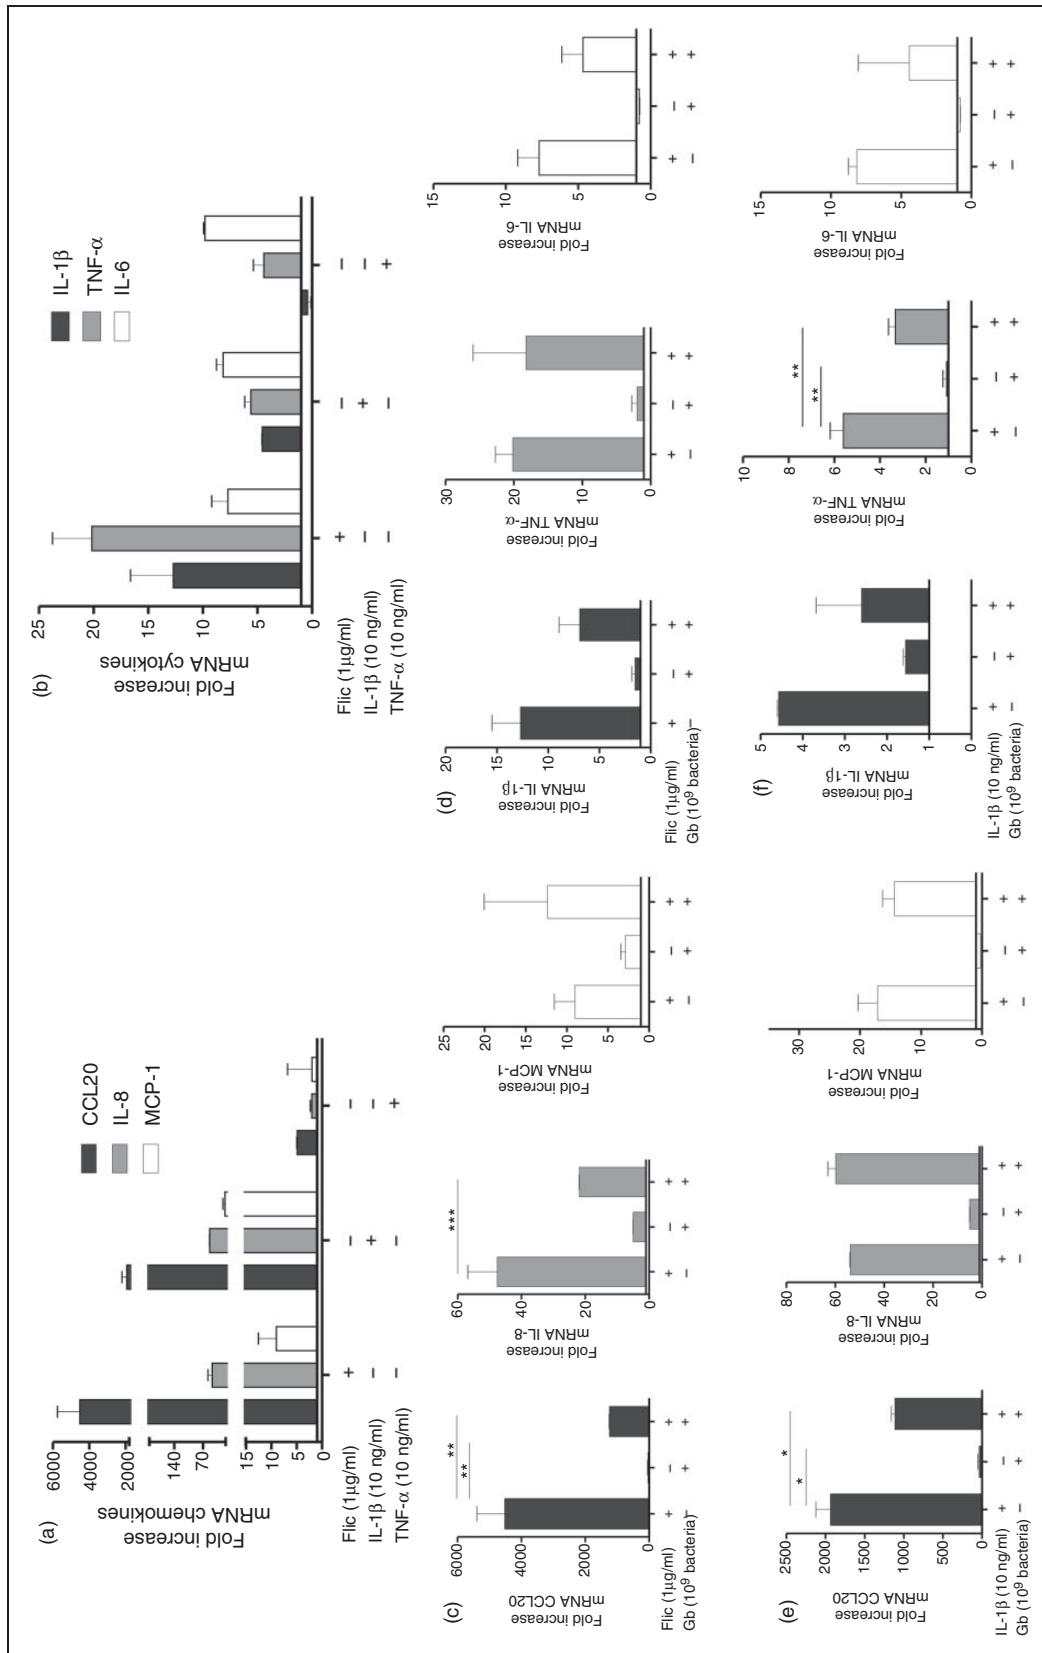 (a)
Fold increase
mRNA chemokines
6000
4000
2000
140
70
15
10
5
0
CCL20
IL-8
MCP-1
Flic (1µg/ml) + − −
IL-1β (10 ng/ml) − + −
TNF-α (10 ng/ml) − − +
(b)
Fold increase
mRNA cytokines
25
20
15
10
5
0
IL-1β
TNF-α
IL-6
Flic (1µg/ml) + − −
IL-1β (10 ng/ml) − + −
TNF-α (10 ng/ml) − − +
(c)
Fold increase
mRNA CCL20
6000
4000
2000
0
**
**
Flic (1µg/ml) + − +
Gb (10⁹ bacteria) − + +
Fold increase
mRNA IL-8
60
40
20
0
***
+ − +
− + +
Fold increase
mRNA MCP-1
25
20
15
10
5
0
+ − +
− + +
(d)
Fold increase
mRNA IL-1β
20
15
10
5
0
Flic (1µg/ml) + − +
Gb (10⁹ bacteria) − + +
Fold increase
mRNA TNF-α
30
20
10
0
+ − +
− + +
Fold increase
mRNA IL-6
15
10
5
0
+ − +
− + +
(e)
Fold increase
mRNA CCL20
2500
2000
1500
1000
500
0
*
*
IL-1β (10 ng/ml) + − +
Gb (10⁹ bacteria) − + +
Fold increase
mRNA IL-8
80
60
40
20
0
+ − +
− + +
Fold increase
mRNA MCP-1
30
20
10
0
+ − +
− + +
(f)
Fold increase
mRNA IL-1β
5
4
3
2
1
0
IL-1β (10 ng/ml) + − +
Gb (10⁹ bacteria) − + +
Fold increase
mRNA TNF-α
10
8
6
4
2
0
**
**
+ − +
− + +
Fold increase
mRNA IL-6
15
10
5
0
+ − +
− + +